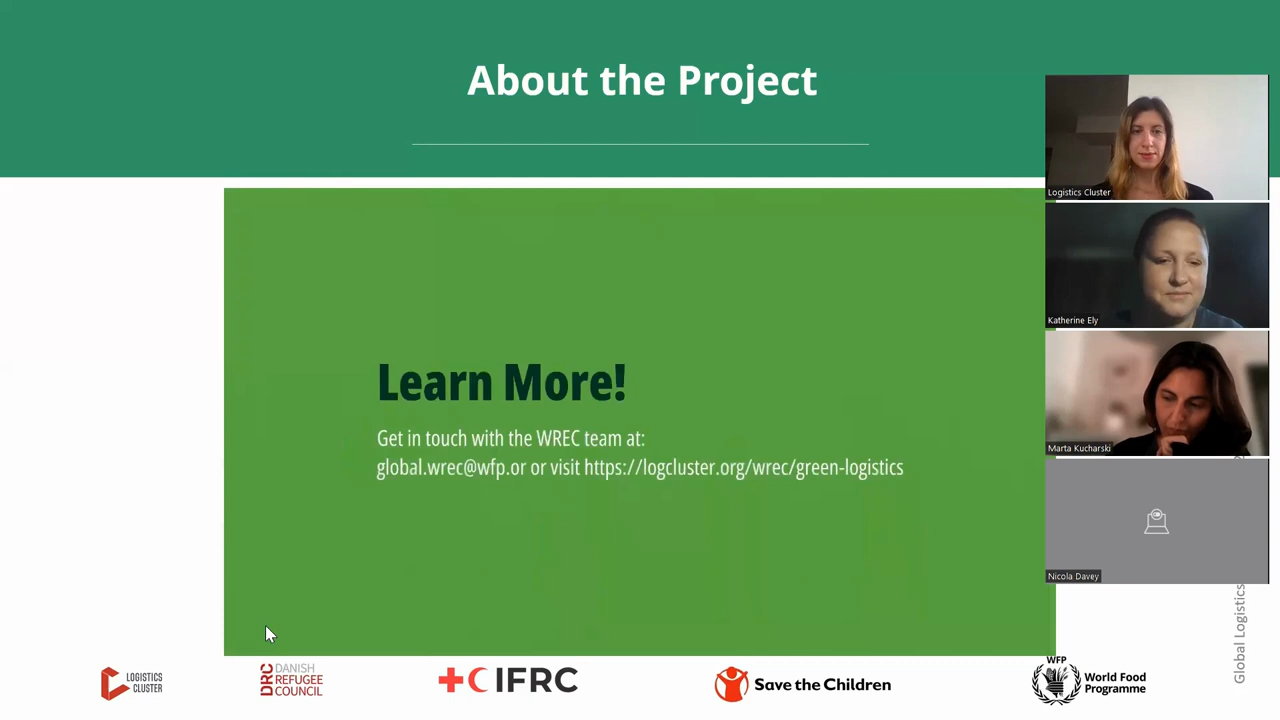 About the Project
Learn More!
Get in touch with the WREC team at:
global.wrec@wfp.or or visit https://logcluster.org/wrec/green-logistics
Logistics Cluster
Katherine Ely
Marta Kucharski
Nicola Davey
Global Logistics
LOGISTICS
CLUSTER
DRC
DANISH
REFUGEE
COUNCIL
IFRC
Save the Children
WFP
World Food
Programme